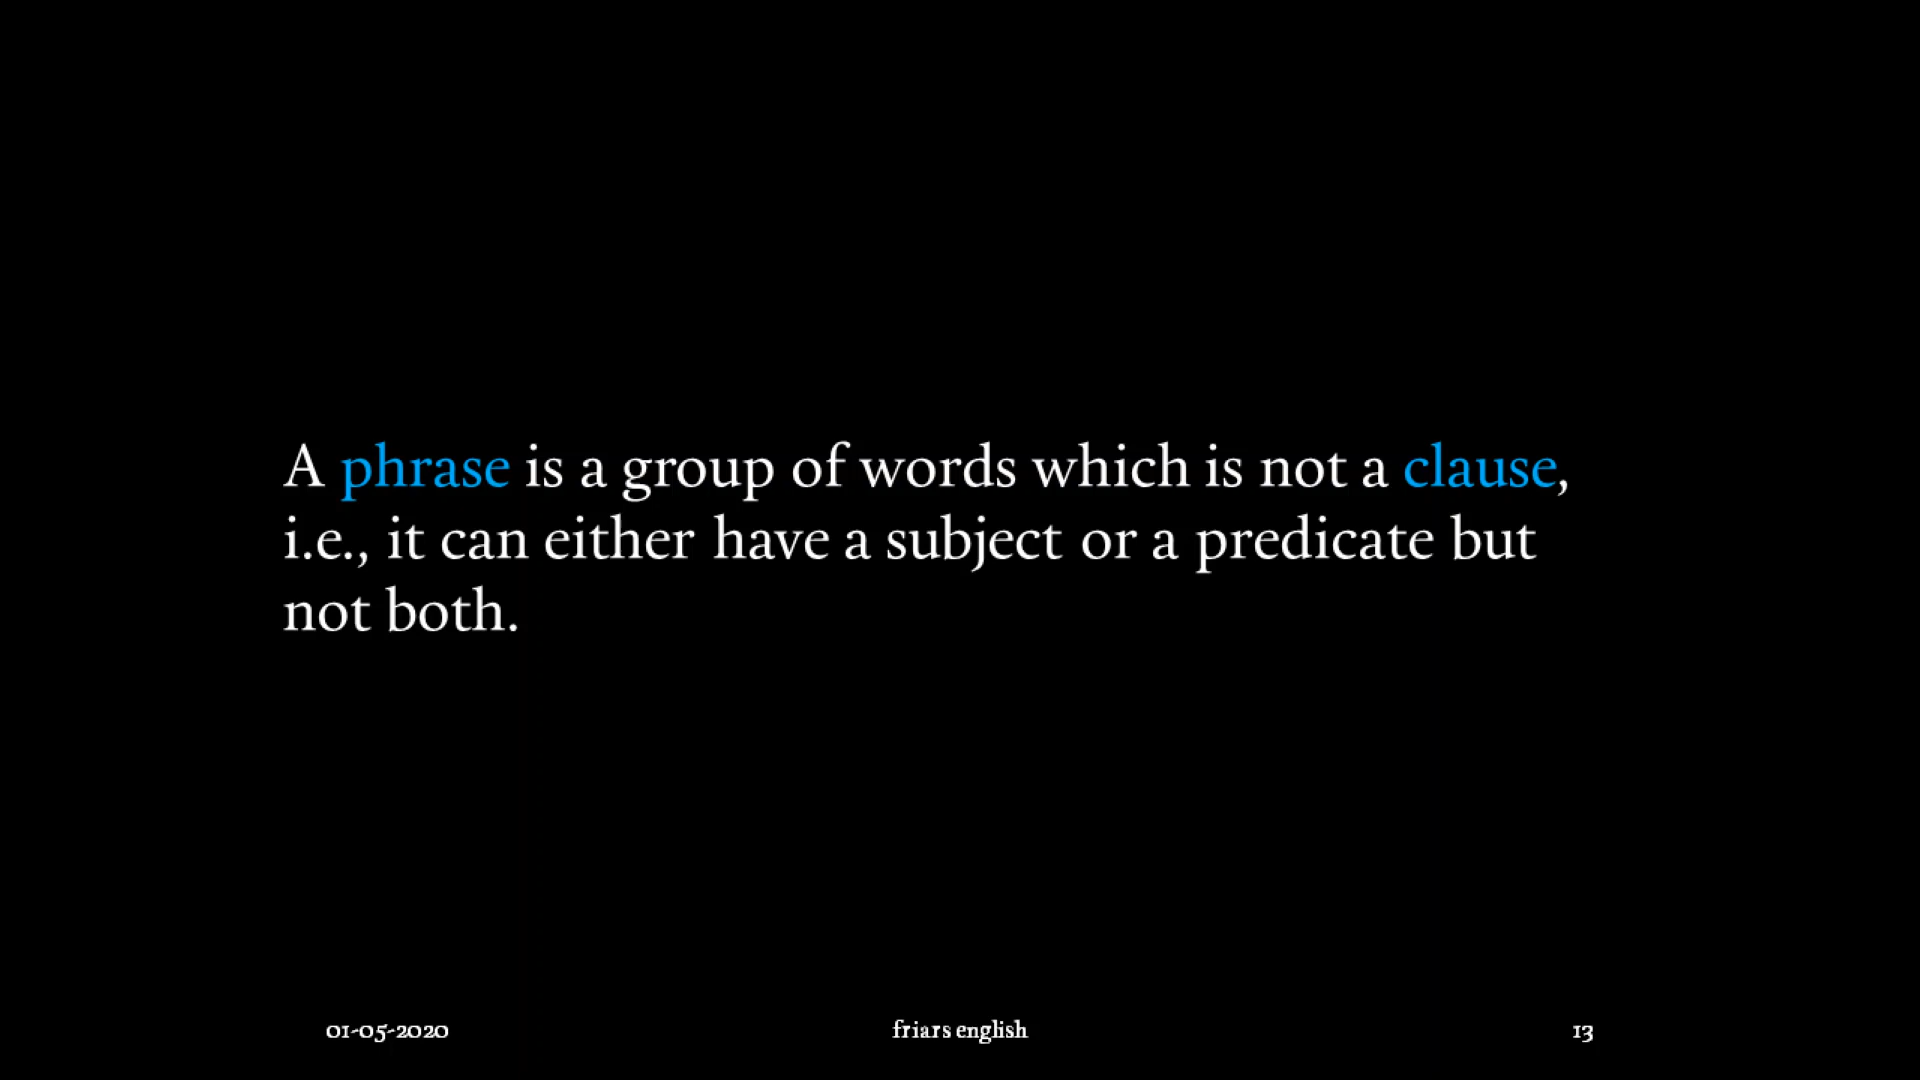 A phrase is a group of words which is not a clause,
i.e., it can either have a subject or a predicate but
not both.
01-05-2020
friars english
13